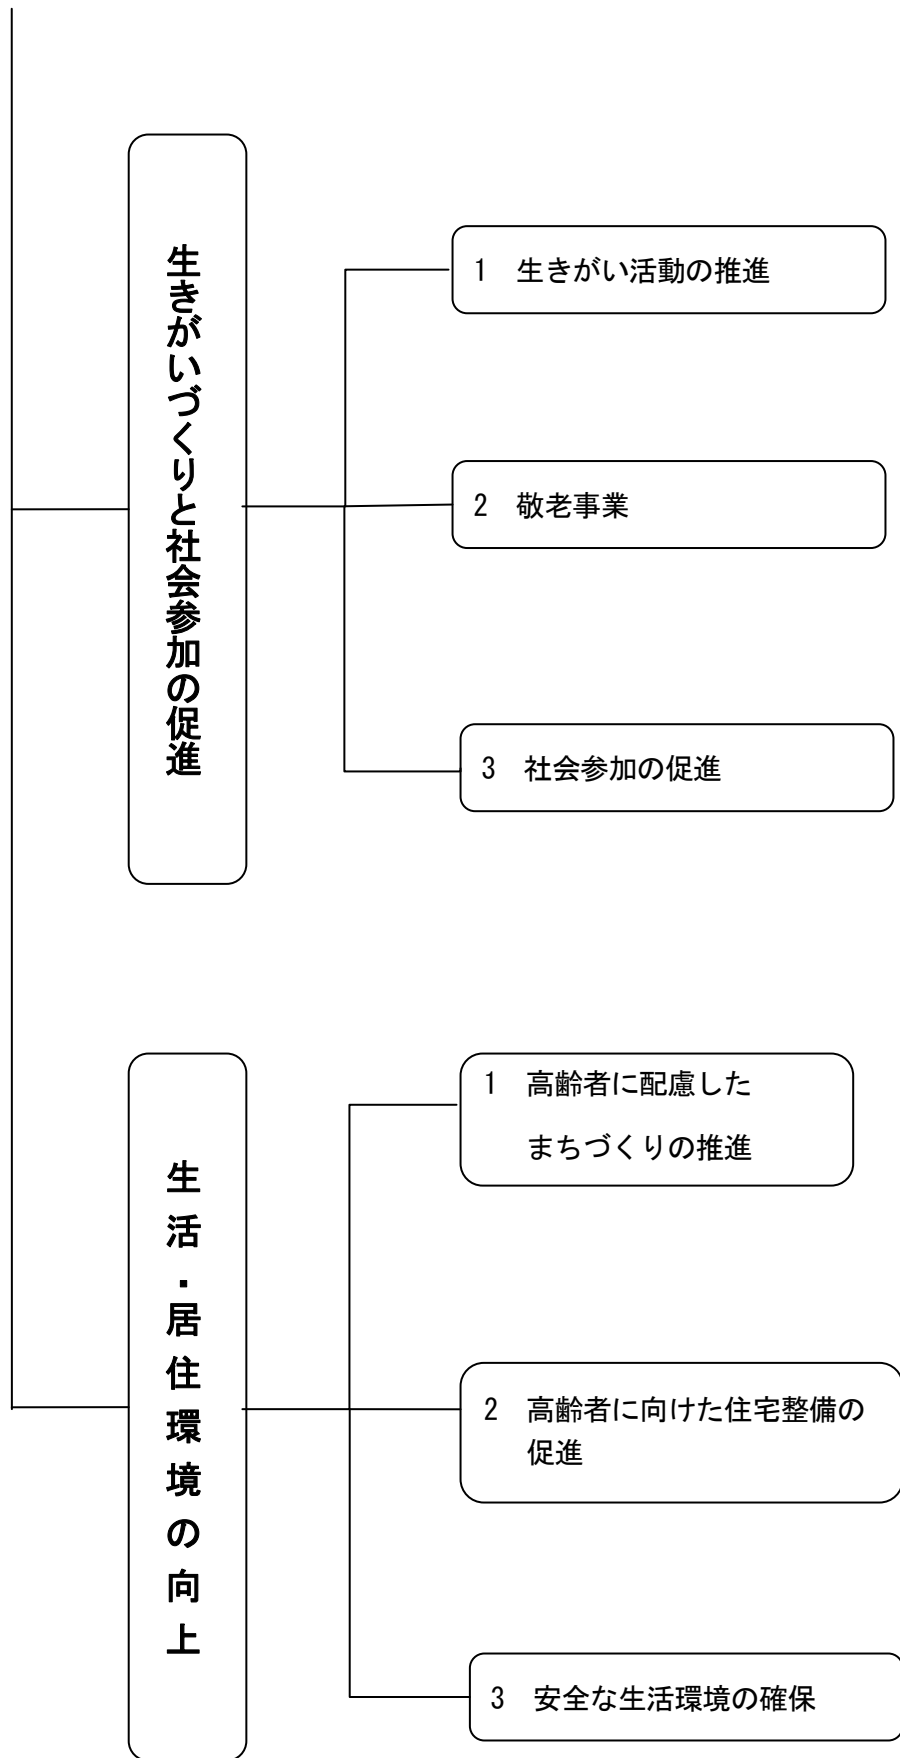 生きがいづくりと社会参加の促進
1　生きがい活動の推進
2　敬老事業
3　社会参加の促進
生活・居住環境の向上
1　高齢者に配慮した
まちづくりの推進
2　高齢者に向けた住宅整備の
促進
3　安全な生活環境の確保